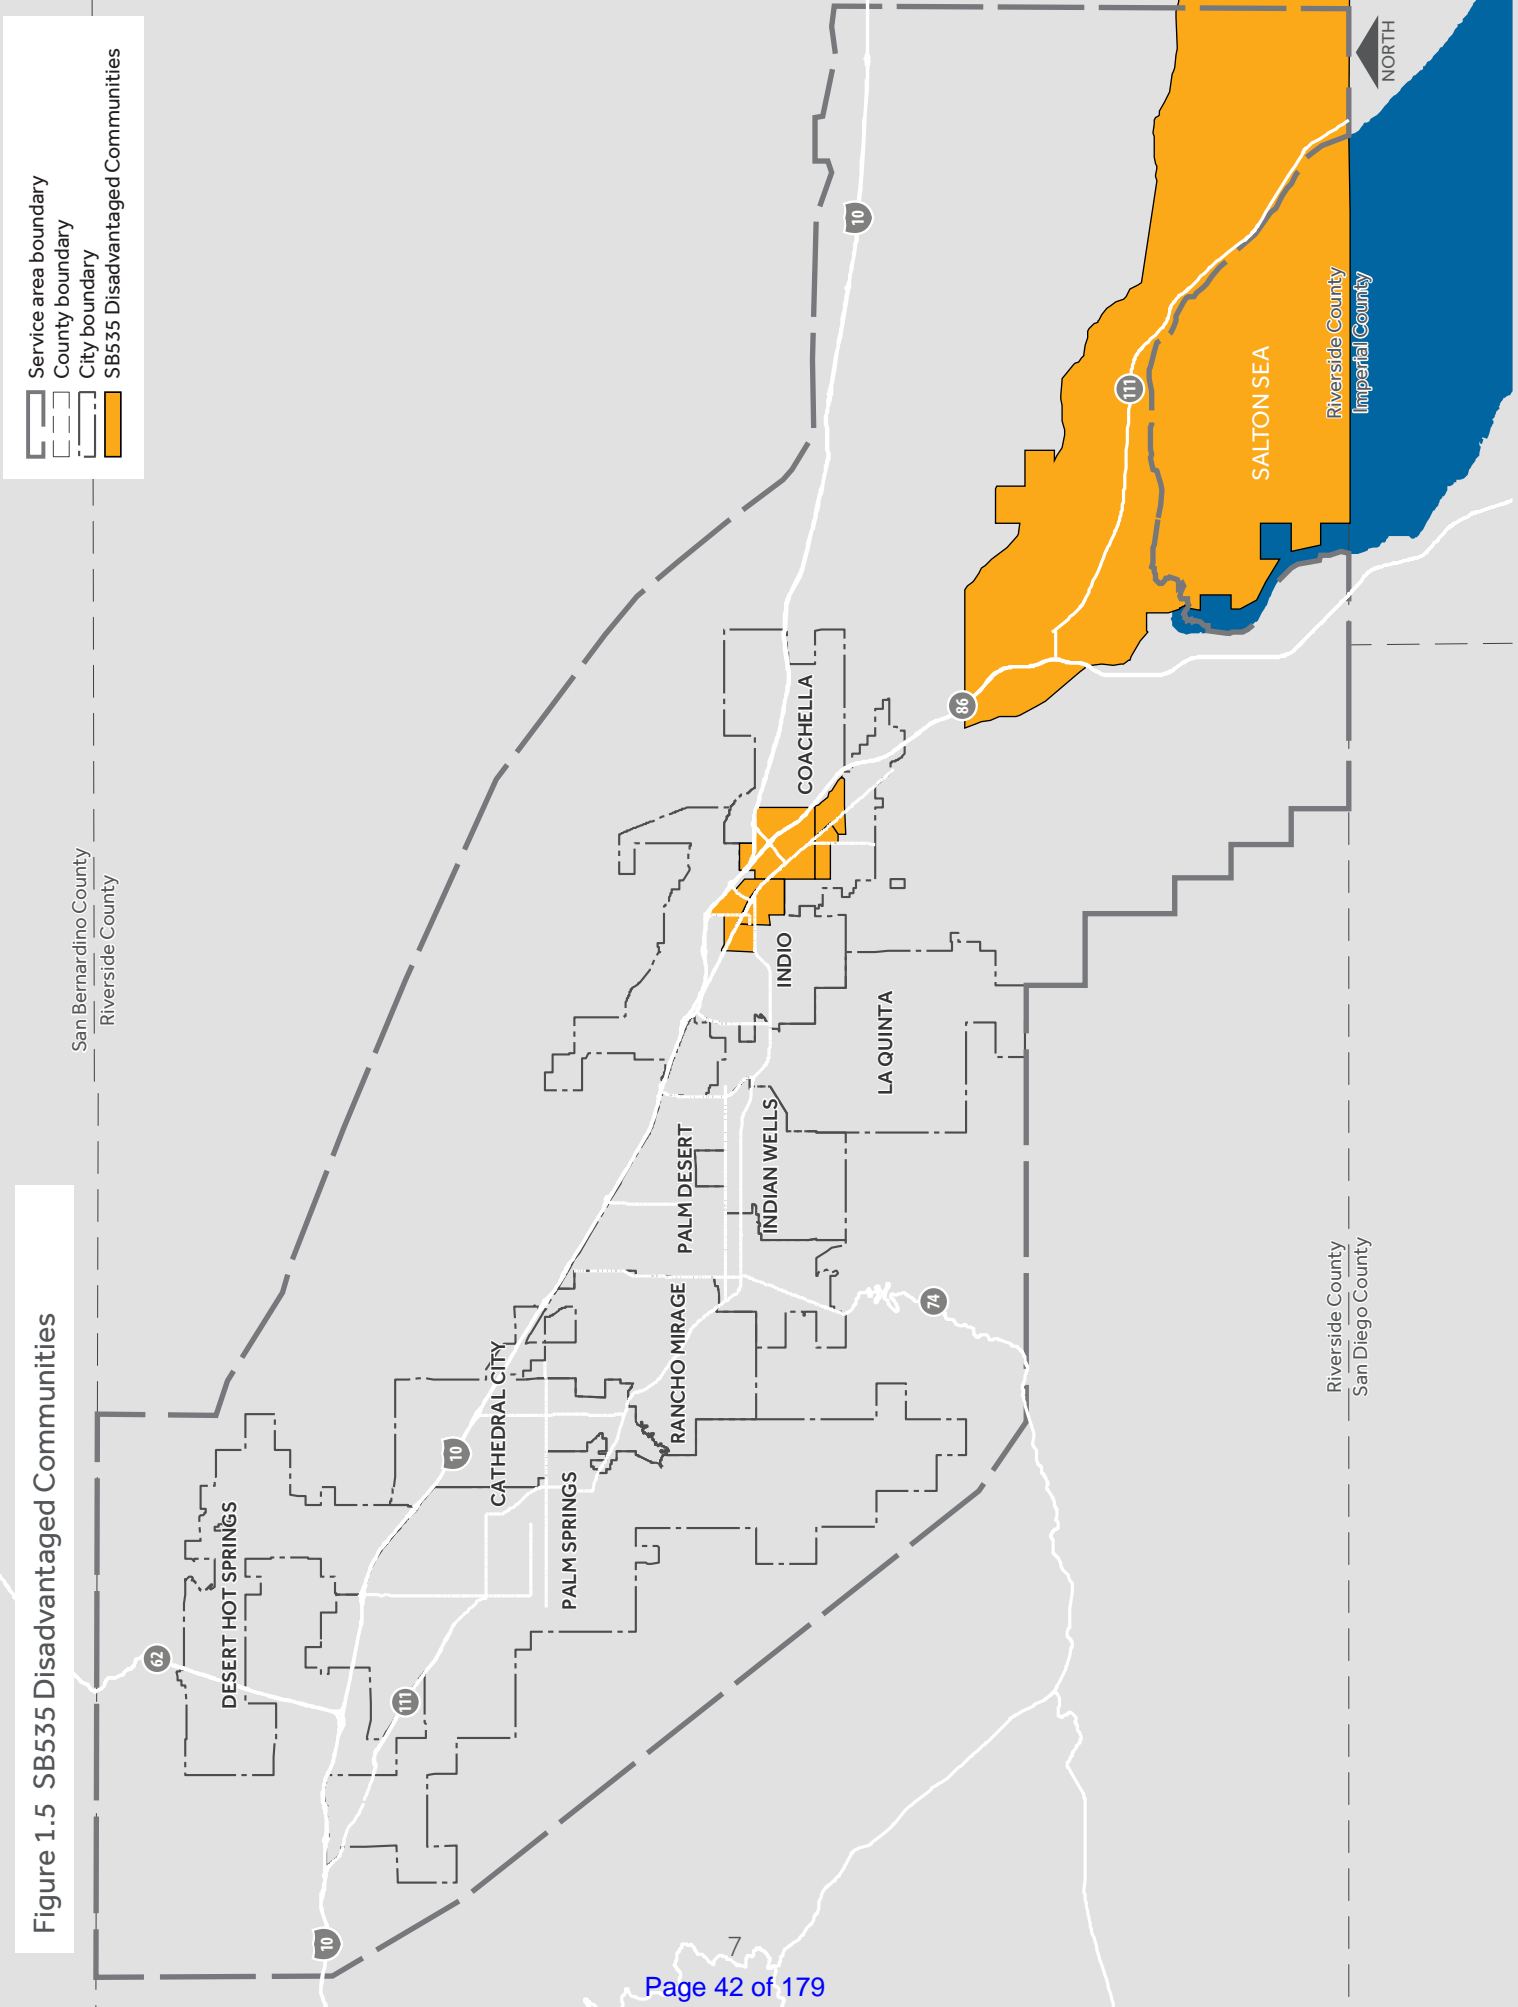 Figure 1.5 SB535 Disadvantaged Communities
Service area boundary
County boundary
City boundary
SB535 Disadvantaged Communities
San Bernardino County
Riverside County
62
DESERT HOT SPRINGS
10
111
10
CATHEDRAL CITY
PALM SPRINGS
RANCHO MIRAGE
PALM DESERT
INDIAN WELLS
74
LA QUINTA
INDIO
COACHELLA
10
86
111
SALTON SEA
Riverside County
Imperial County
Riverside County
San Diego County
NORTH
7
Page 42 of 179